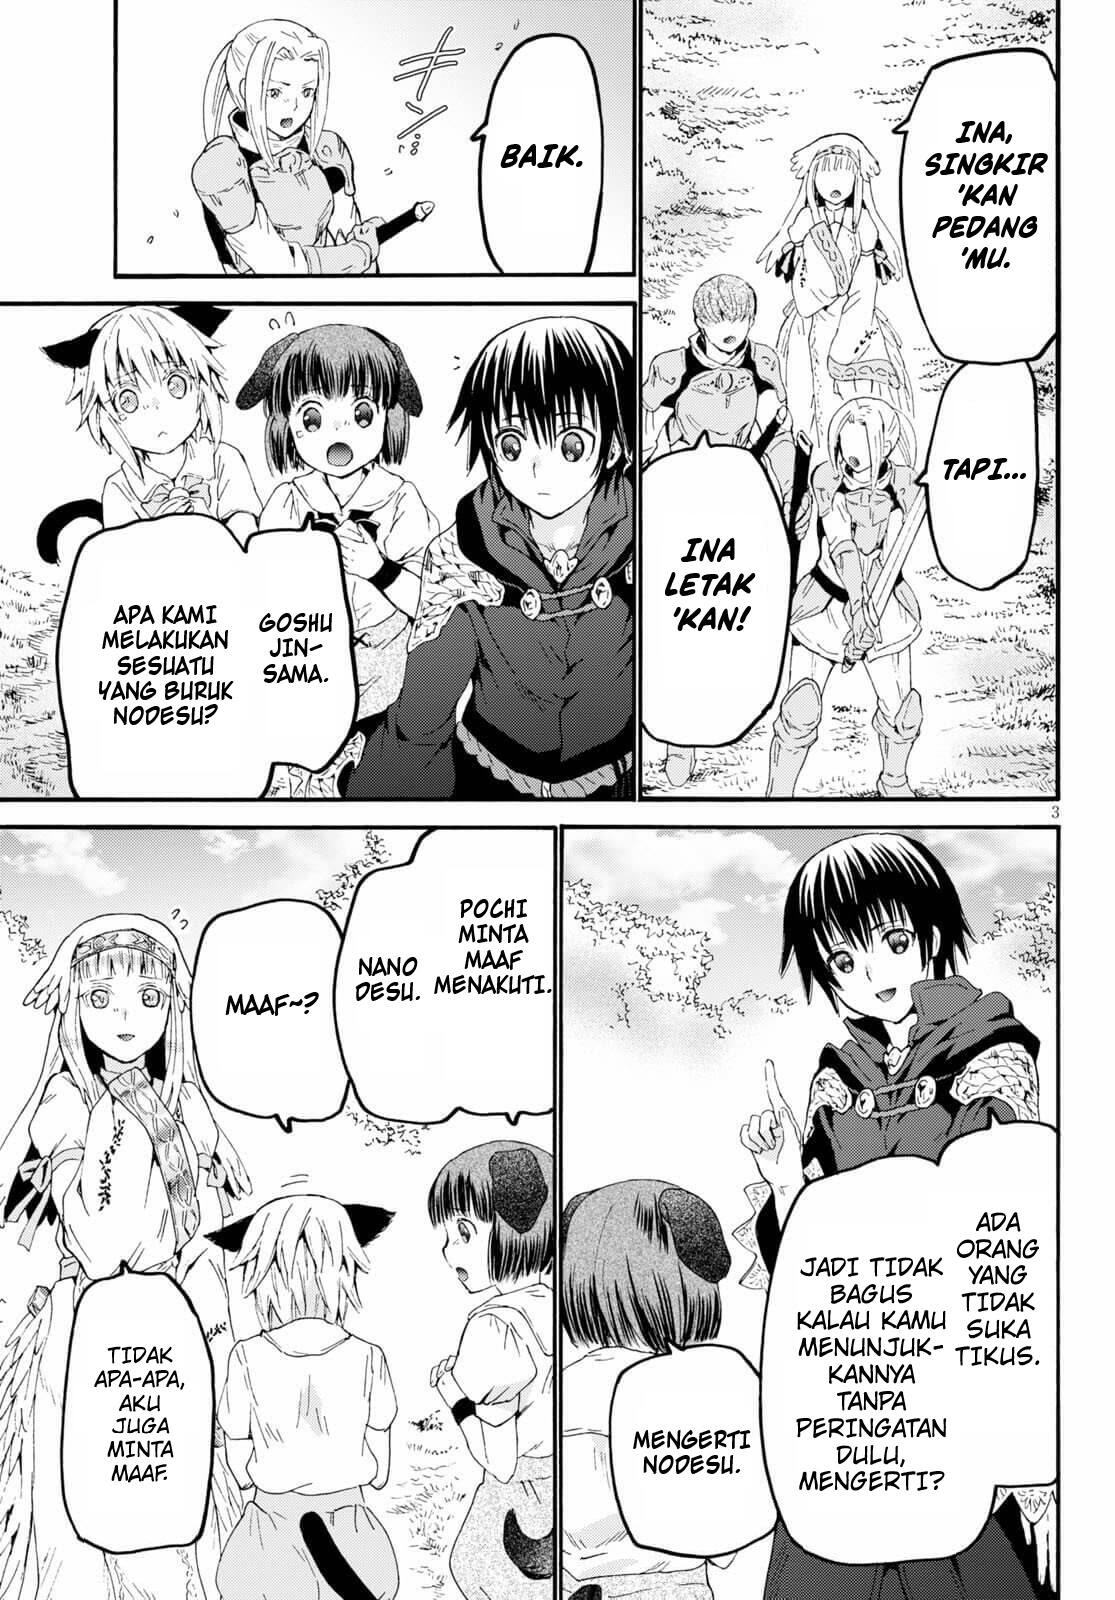 INA,
SINGKIR
'KAN
PEDANG
'MU.
TAPI...
INA
LETAK
'KAN!
BAIK.
GOSHU
JIN-
SAMA.
APA KAMI
MELAKUKAN
SESUATU
YANG BURUK
NODESU?
3
ADA
ORANG
YANG
TIDAK
SUKA
TIKUS.
JADI TIDAK
BAGUS
KALAU KAMU
MENUNJUK-
KANNYA
TANPA
PERINGATAN
DULU,
MENGERTI?
MENGERTI
NODESU.
POCHI
MINTA
MAAF
MENAKUTI.
NANO
DESU.
MAAF~?
TIDAK
APA-APA,
AKU
JUGA
MINTA
MAAF.